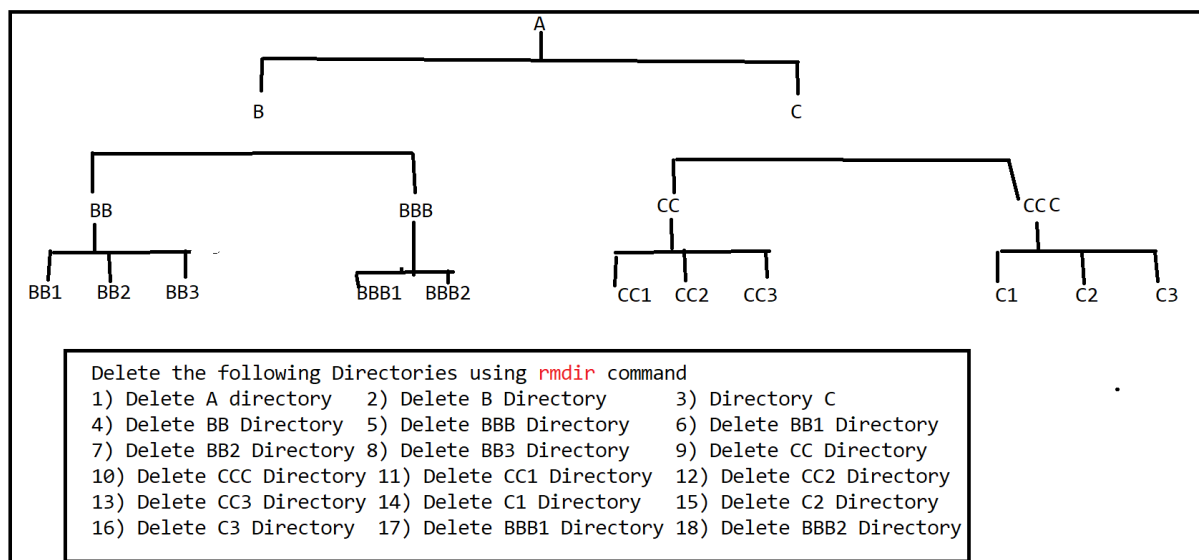 A
B C
BB BBB CC CC C
BB1 BB2 BB3 BBB1 BBB2 CC1 CC2 CC3 C1 C2 C3
Delete the following Directories using rmdir command
1) Delete A directory 2) Delete B Directory 3) Directory C
4) Delete BB Directory 5) Delete BBB Directory 6) Delete BB1 Directory
7) Delete BB2 Directory 8) Delete BB3 Directory 9) Delete CC Directory
10) Delete CCC Directory 11) Delete CC1 Directory 12) Delete CC2 Directory
13) Delete CC3 Directory 14) Delete C1 Directory 15) Delete C2 Directory
16) Delete C3 Directory 17) Delete BBB1 Directory 18) Delete BBB2 Directory